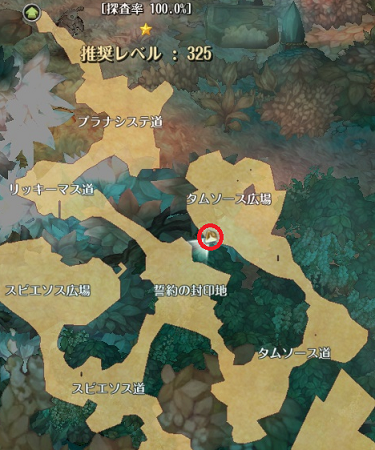 [探査率 100.0%]
推奨レベル : 325
プラナシステ道
リッキーマス道
タムソース広場
スピエンス広場
誓約の封印地
タムソース道
スピエンス道